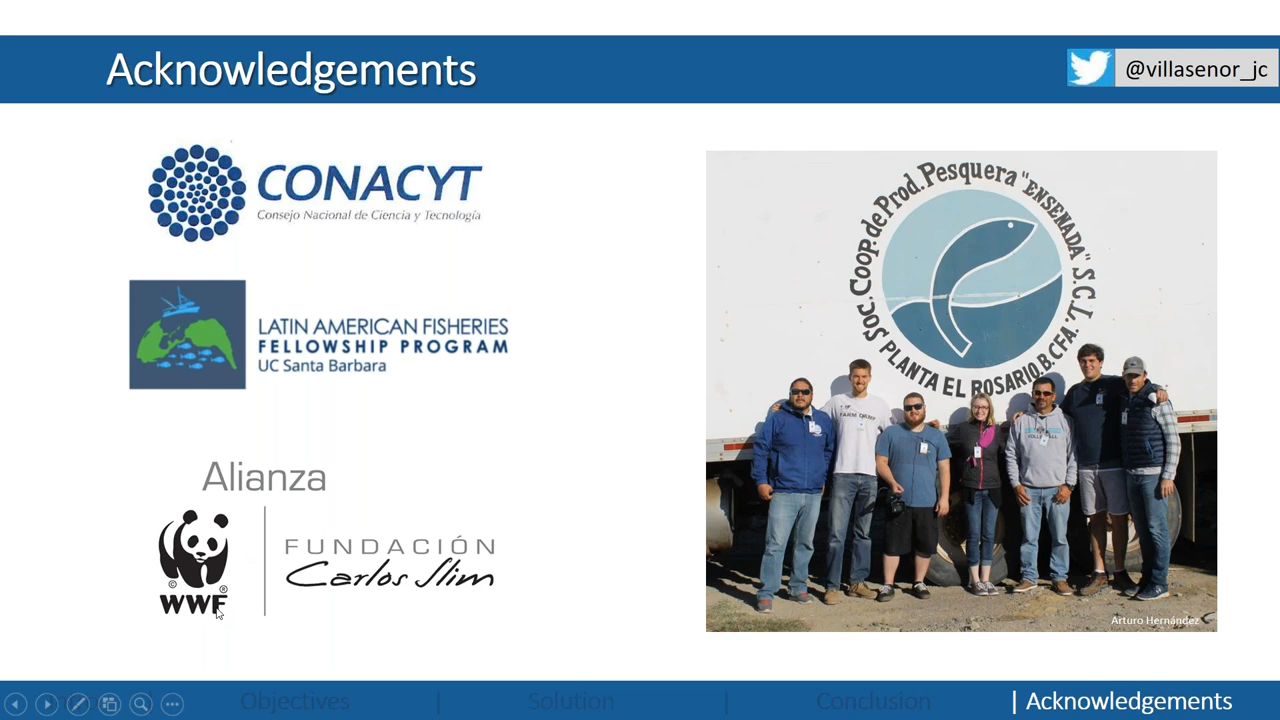 Acknowledgements
@villasenor_jc
CONACYT
Consejo Nacional de Ciencia y Tecnología
LATIN AMERICAN FISHERIES
FELLOWSHIP PROGRAM
UC Santa Barbara
Alianza
FUNDACIÓN
Carlos Slim
© ®
WWF
Soc. Coop. de Prod. Pesquera "ENSENADA" S.C.L.
PLANTA EL ROSARIO, B. CFA.
Arturo Hernández
Objectives | Solution | Conclusion | Acknowledgements